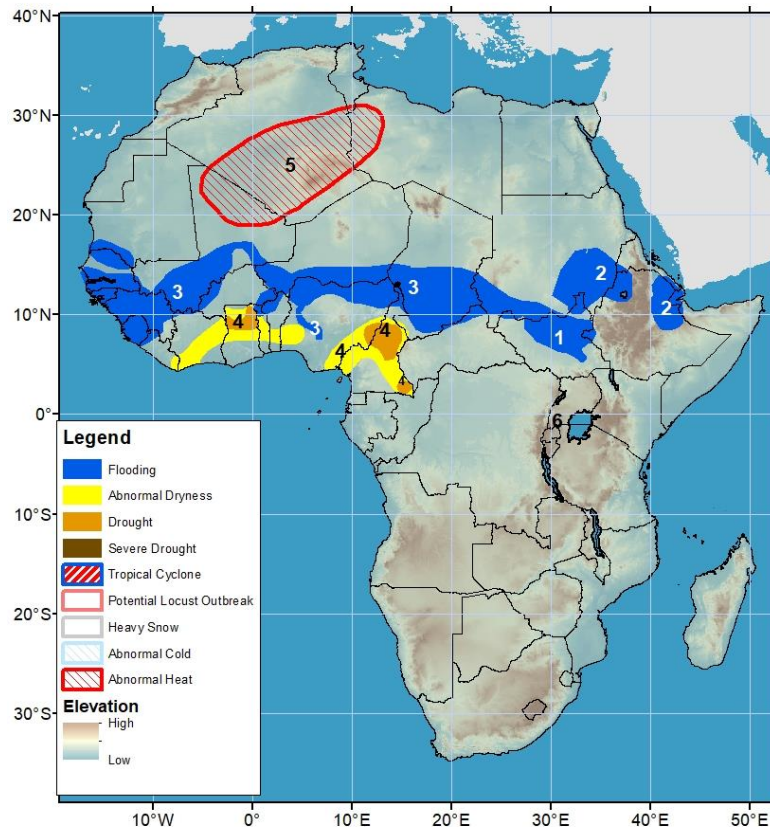 40°N
30°N
20°N
10°N
0°
10°S
20°S
30°S
5
3
3
2
2
4
3
4
4
1
4
6
Legend
Flooding
Abnormal Dryness
Drought
Severe Drought
Tropical Cyclone
Potential Locust Outbreak
Heavy Snow
Abnormal Cold
Abnormal Heat
Elevation
High
Low
10°W
0°
10°E
20°E
30°E
40°E
50°E